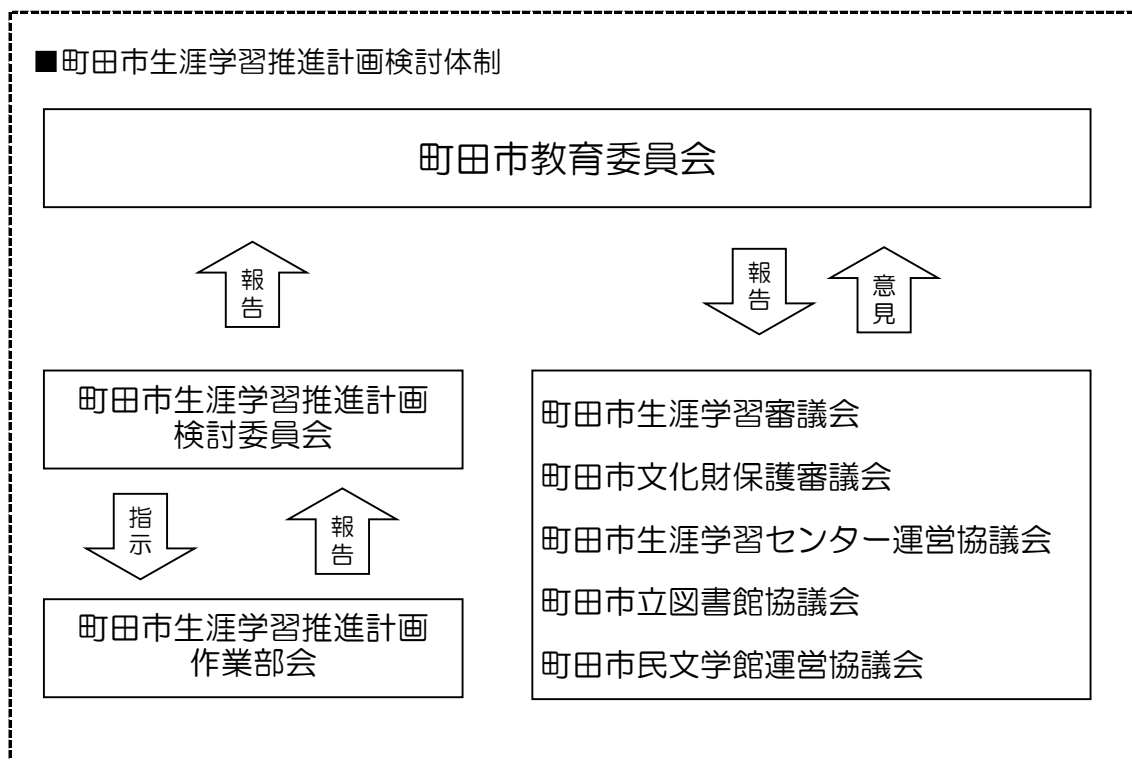 ■町田市生涯学習推進計画検討体制
町田市教育委員会
報告
報告
意見
町田市生涯学習推進計画
検討委員会
指示
報告
町田市生涯学習推進計画
作業部会
町田市生涯学習審議会
町田市文化財保護審議会
町田市生涯学習センター運営協議会
町田市立図書館協議会
町田市民文学館運営協議会